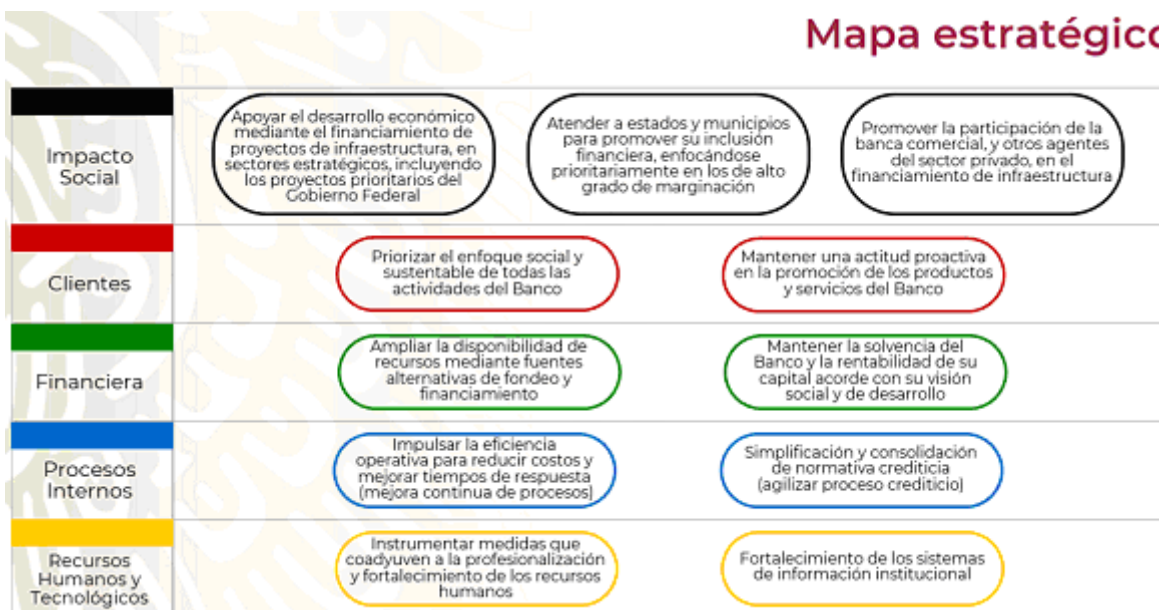 Mapa estratégico
Impacto
Social
Apoyar el desarrollo económico
mediante el financiamiento de
proyectos de infraestructura, en
sectores estratégicos, incluyendo
los proyectos prioritarios del
Gobierno Federal
Atender a estados y municipios
para promover su inclusión
financiera, enfocándose
prioritariamente en los de alto
grado de marginación
Promover la participación de la
banca comercial, y otros agentes
del sector privado, en el
financiamiento de infraestructura
Clientes
Priorizar el enfoque social y
sustentable de todas las
actividades del Banco
Mantener una actitud proactiva
en la promoción de los productos
y servicios del Banco
Financiera
Ampliar la disponibilidad de
recursos mediante fuentes
alternativas de fondeo y
financiamiento
Mantener la solvencia del
Banco y la rentabilidad de su
capital acorde con su visión
social y de desarrollo
Procesos
Internos
Impulsar la eficiencia
operativa para reducir costos y
mejorar tiempos de respuesta
(mejora continua de procesos)
Simplificación y consolidación
de normativa crediticia
(agilizar proceso crediticio)
Recursos
Humanos y
Tecnológicos
Instrumentar medidas que
coadyuven a la profesionalización
y fortalecimiento de los recursos
humanos
Fortalecimiento de los sistemas
de información institucional